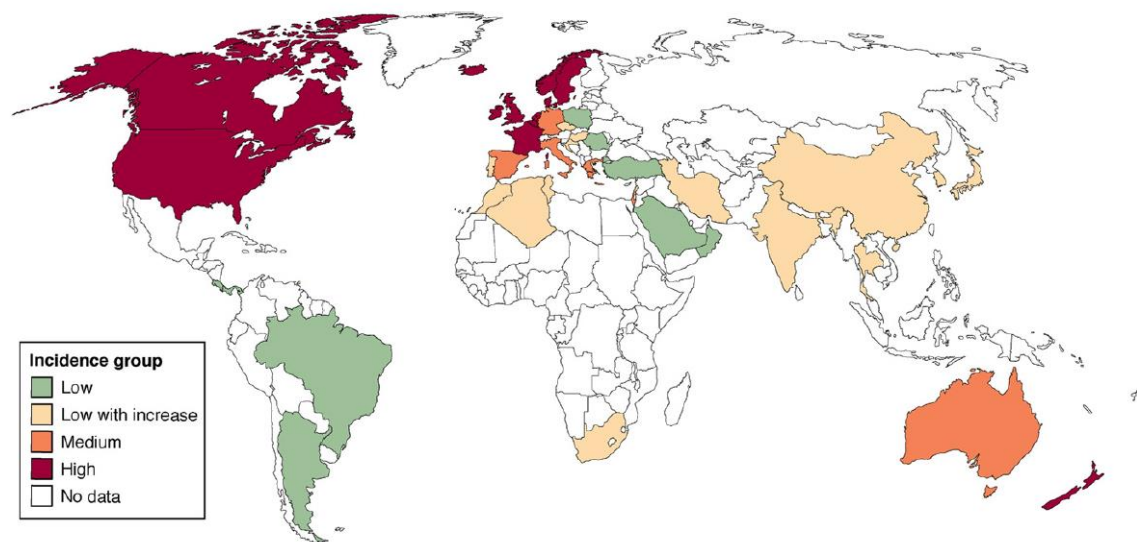 Incidence group
Low
Low with increase
Medium
High
No data